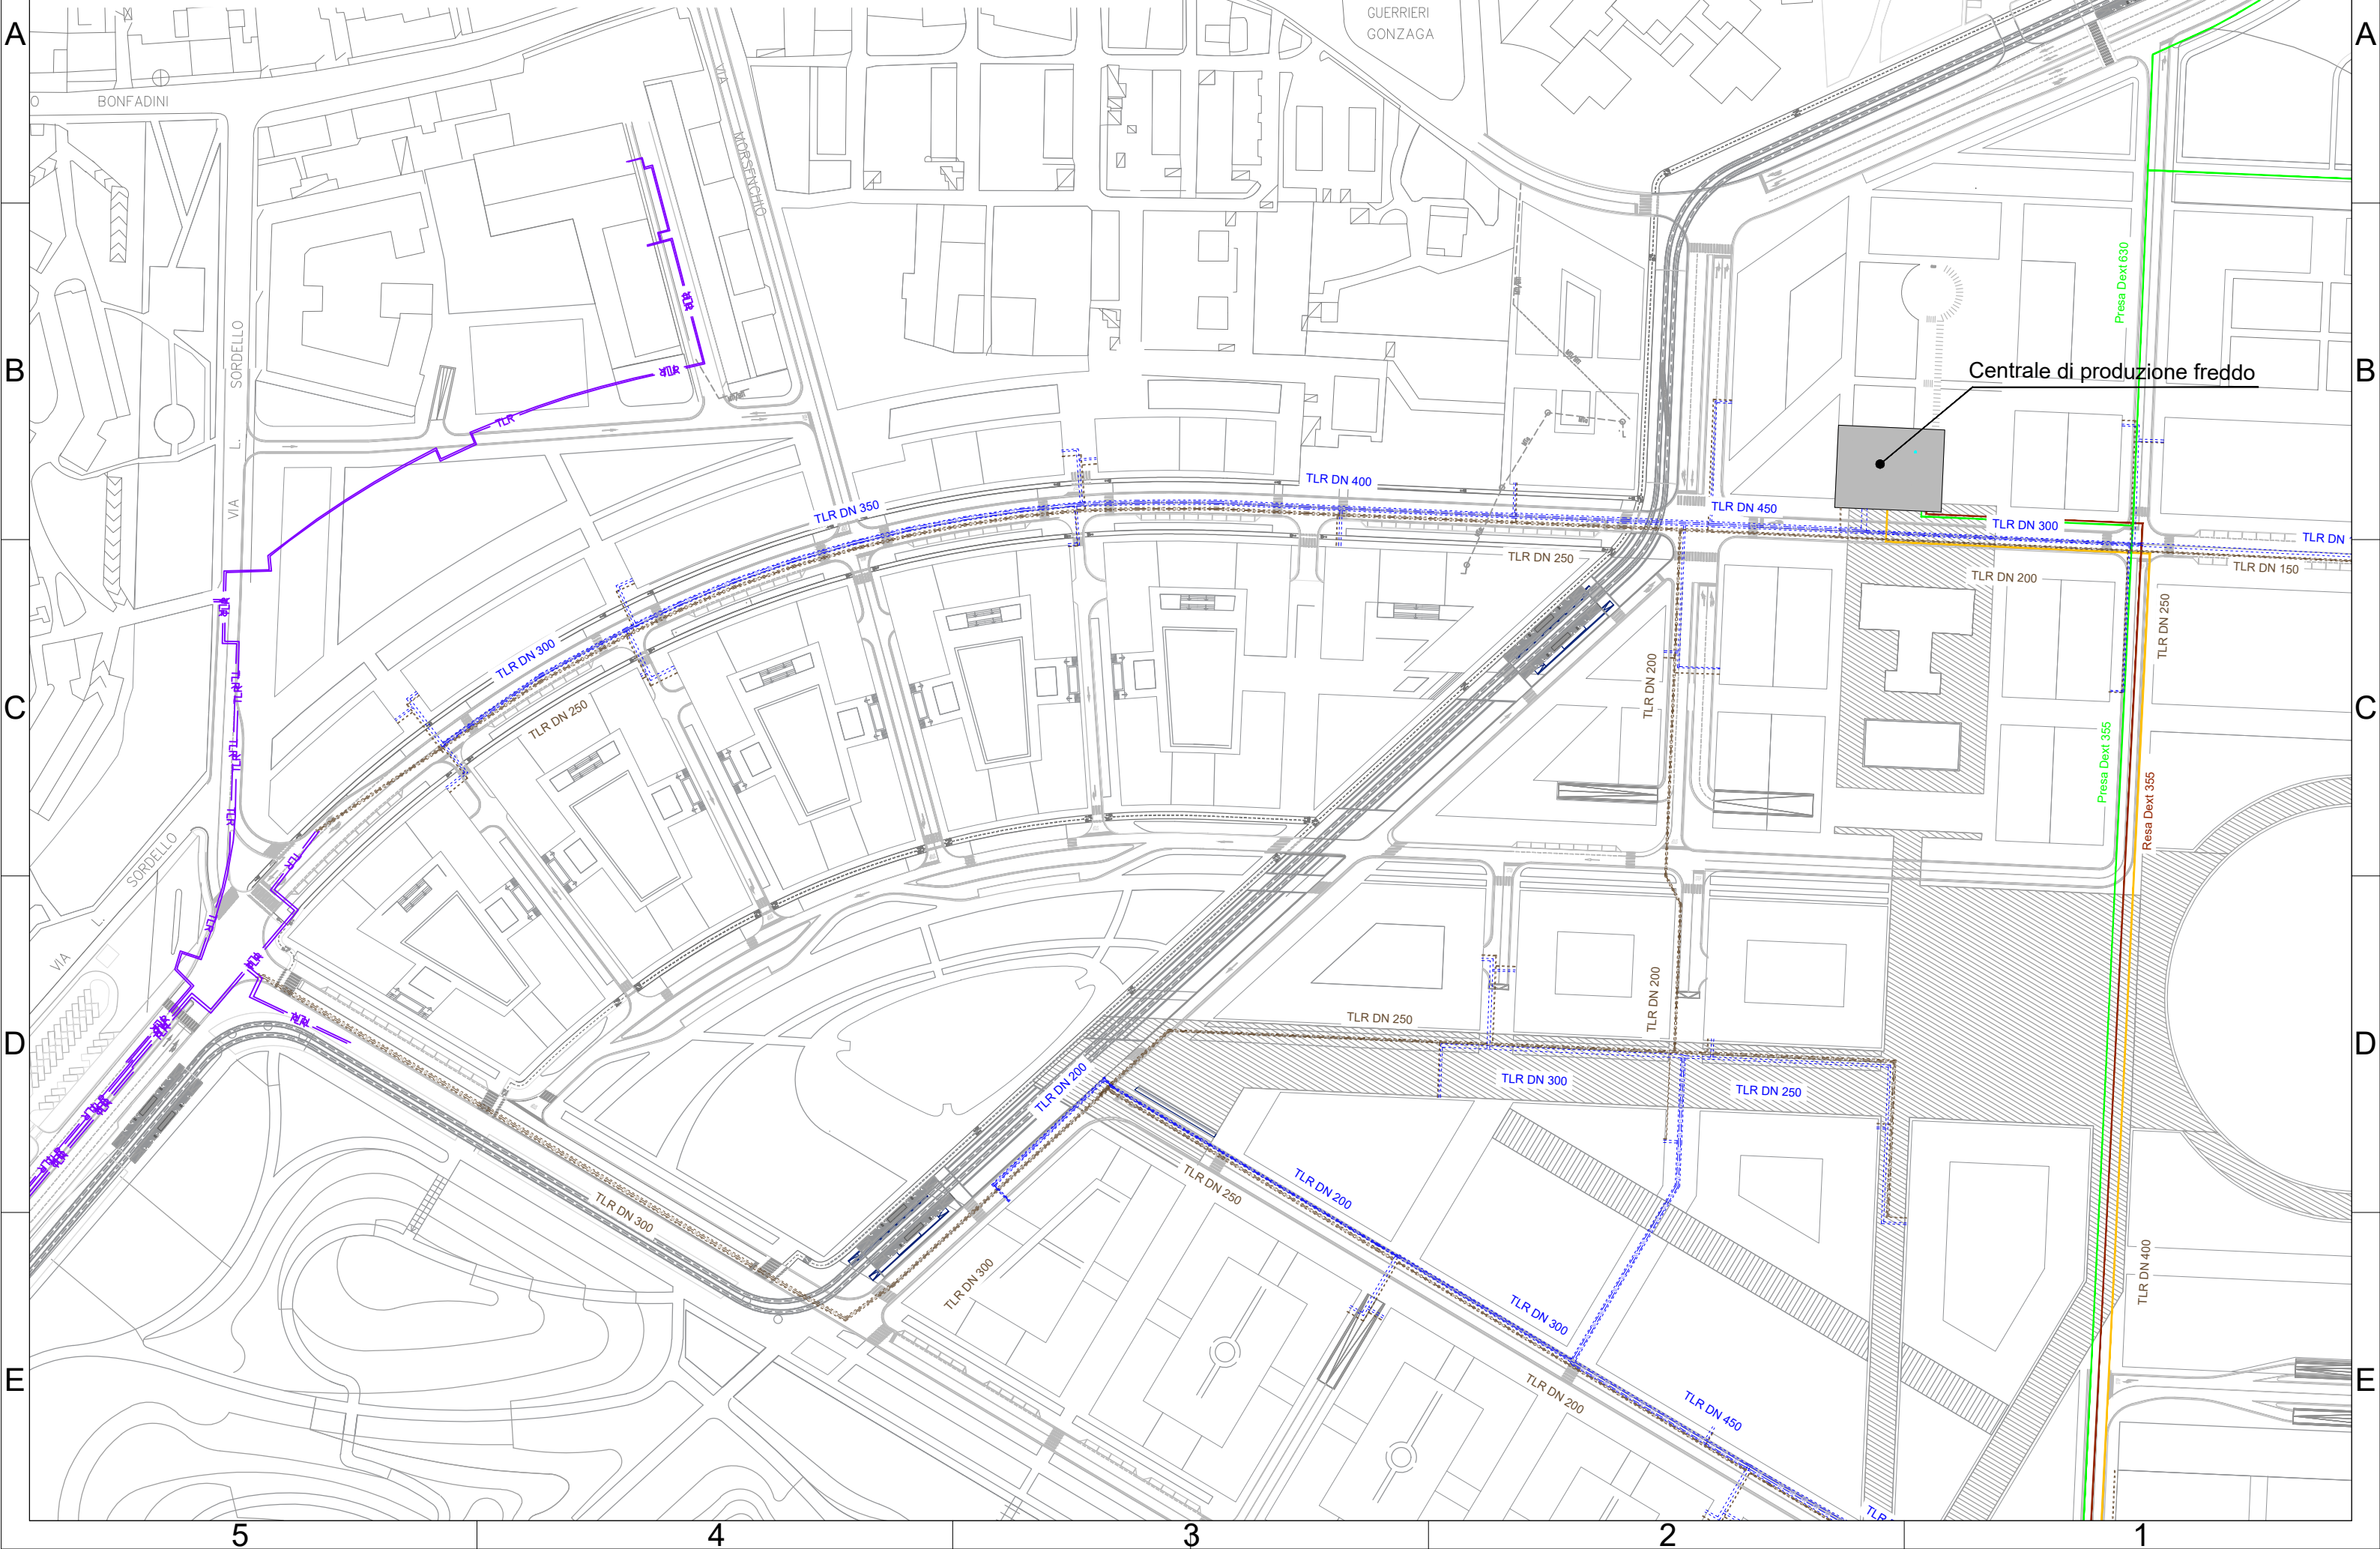 A
A
GUERRIERI
GONZAGA
O
BONFADINI
VIA
MORSENCHIO
Presa Dext 630
SORDELLO
L.
VIA
B
B
Centrale di produzione freddo
TLR
TLR DN 400
TLR DN 350
TLR DN 450
TLR DN 300
TLR DN
TLR DN 250
TLR DN 200
TLR DN 150
TLR DN 250
TLR DN 300
TLR DN 250
TLR DN 200
C
C
Presa Dext 355
Resa Dext 355
TLR
TLR
SORDELLO
L.
VIA
TLR
TLR
TLR DN 200
TLR DN 250
D
D
TLR DN 200
TLR DN 300
TLR DN 250
TLR DN 300
TLR DN 250
TLR DN 200
TLR DN 300
TLR DN 300
TLR DN 400
E
E
TLR DN 200
TLR DN 450
TLR
5
4
3
2
1